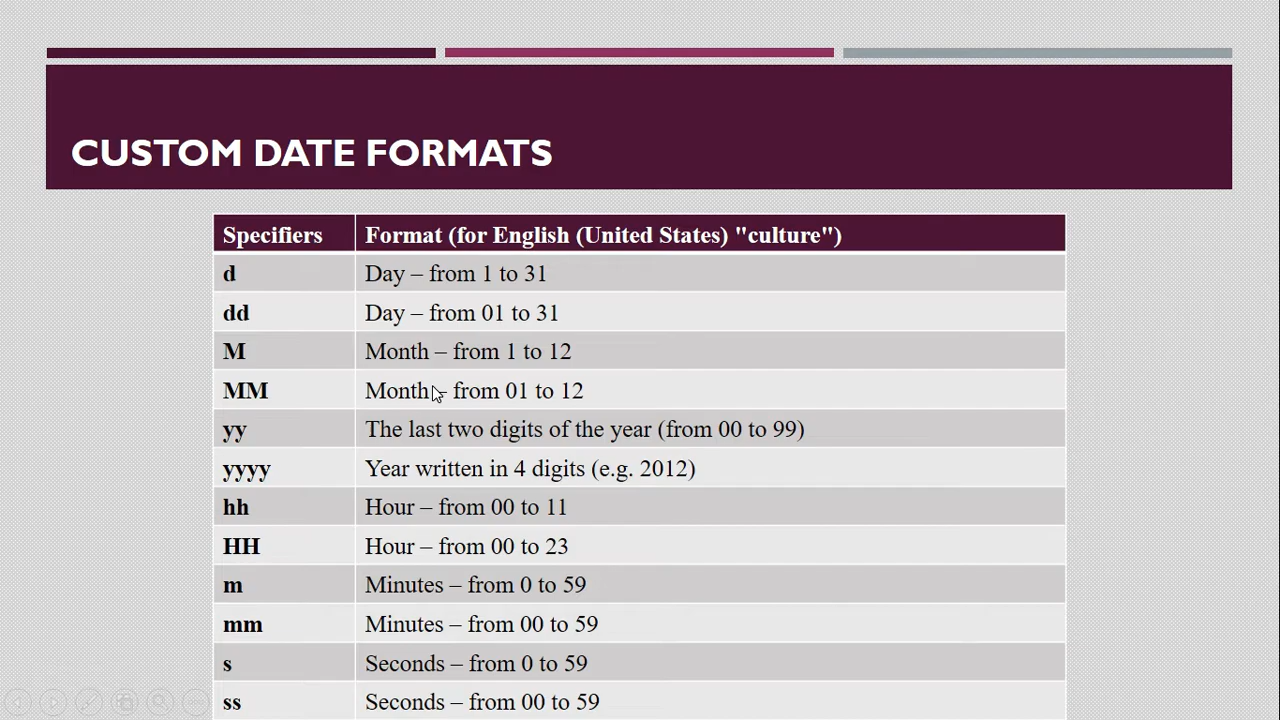 CUSTOM DATE FORMATS
Specifiers Format (for English (United States) "culture")
d Day – from 1 to 31
dd Day – from 01 to 31
M Month – from 1 to 12
MM Month – from 01 to 12
yy The last two digits of the year (from 00 to 99)
yyyy Year written in 4 digits (e.g. 2012)
hh Hour – from 00 to 11
HH Hour – from 00 to 23
m Minutes – from 0 to 59
mm Minutes – from 00 to 59
s Seconds – from 0 to 59
ss Seconds – from 00 to 59